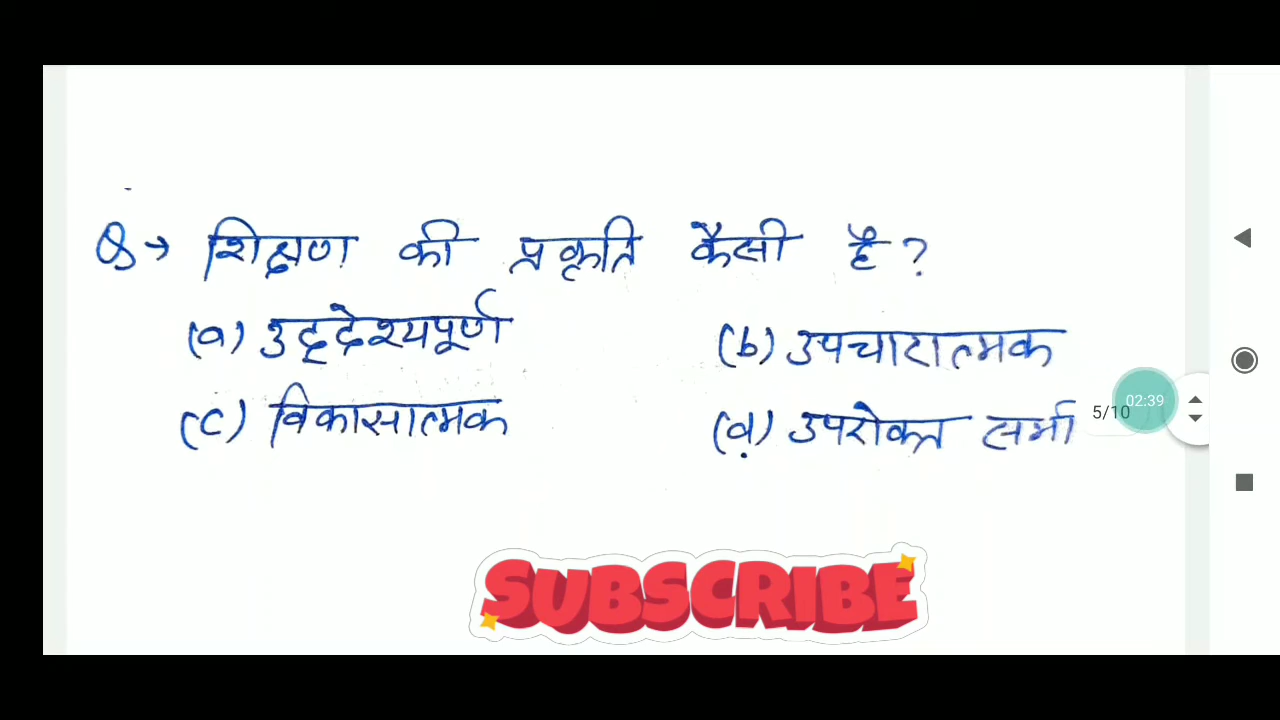 Q→ शिक्षण की प्रकृति कैसी है?
(a) उद्देश्यपूर्ण (b) उपचारात्मक
(c) विकासात्मक (d) उपरोक्त सभी
02:39
5/10
SUBSCRIBE